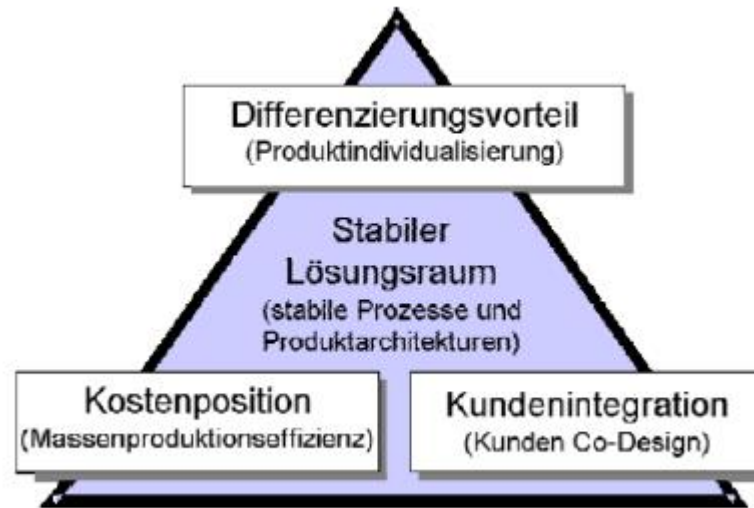 Differenzierungsvorteil
(Produktindividualisierung)
Stabiler
Lösungsraum
(stabile Prozesse und
Produktarchitekturen)
Kostenposition
(Massenproduktionseffizienz)
Kundenintegration
(Kunden Co-Design)